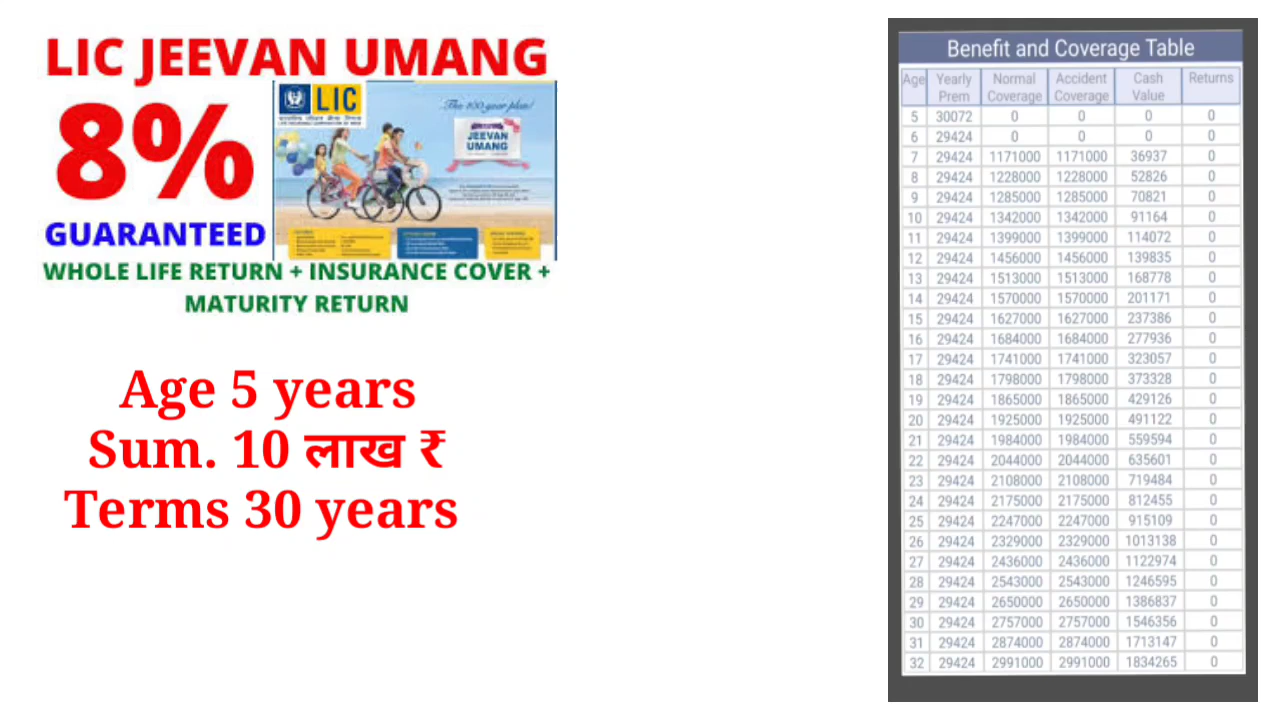 LIC JEEVAN UMANG
8%
LIC
The 100 year plan!
JEEVAN
UMANG
GUARANTEED
WHOLE LIFE RETURN + INSURANCE COVER +
MATURITY RETURN
Age 5 years
Sum. 10 लाख ₹
Terms 30 years
Benefit and Coverage Table
Age Yearly Prem Normal Coverage Accident Coverage Cash Value Returns
5 30072 0 0 0 0
6 29424 0 0 0 0
7 29424 1171000 1171000 36937 0
8 29424 1228000 1228000 52826 0
9 29424 1285000 1285000 70821 0
10 29424 1342000 1342000 91164 0
11 29424 1399000 1399000 114072 0
12 29424 1456000 1456000 139835 0
13 29424 1513000 1513000 168778 0
14 29424 1570000 1570000 201171 0
15 29424 1627000 1627000 237386 0
16 29424 1684000 1684000 277936 0
17 29424 1741000 1741000 323057 0
18 29424 1798000 1798000 373328 0
19 29424 1865000 1865000 429126 0
20 29424 1925000 1925000 491122 0
21 29424 1984000 1984000 559594 0
22 29424 2044000 2044000 635601 0
23 29424 2108000 2108000 719484 0
24 29424 2175000 2175000 812455 0
25 29424 2247000 2247000 915109 0
26 29424 2329000 2329000 1013138 0
27 29424 2436000 2436000 1122974 0
28 29424 2543000 2543000 1246595 0
29 29424 2650000 2650000 1386837 0
30 29424 2757000 2757000 1546356 0
31 29424 2874000 2874000 1713147 0
32 29424 2991000 2991000 1834265 0